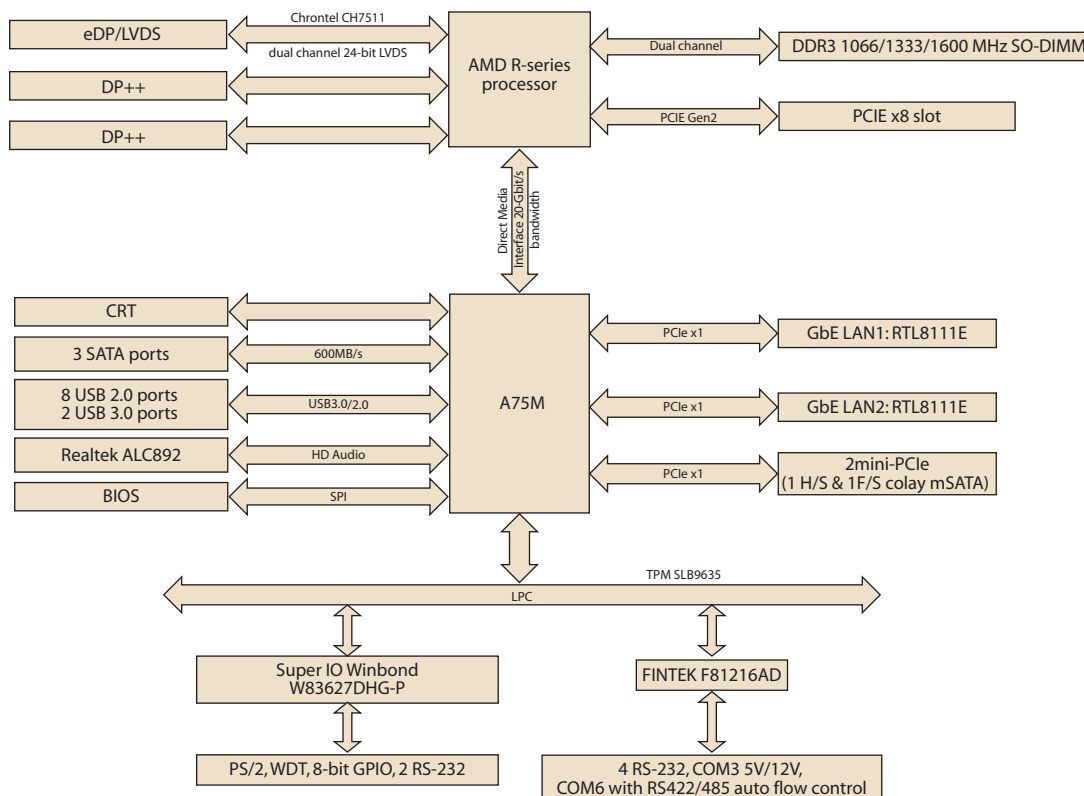 eDP/LVDS
Chrontel CH7511
dual channel 24-bit LVDS
DP++
DP++
AMD R-series
processor
Dual channel
DDR3 1066/1333/1600 MHz SO-DIMM
PCIE Gen2
PCIE x8 slot
Direct Media
Interface 20-Gbit/s
bandwidth
CRT
3 SATA ports
600MB/s
8 USB 2.0 ports
2 USB 3.0 ports
USB3.0/2.0
Realtek ALC892
HD Audio
BIOS
SPI
A75M
PCIe x1
GbE LAN1: RTL8111E
PCIe x1
GbE LAN2: RTL8111E
PCIe x1
2mini-PCIe
(1 H/S & 1F/S colay mSATA)
TPM SLB9635
LPC
Super IO Winbond
W83627DHG-P
FINTEK F81216AD
PS/2, WDT, 8-bit GPIO, 2 RS-232
4 RS-232, COM3 5V/12V,
COM6 with RS422/485 auto flow control